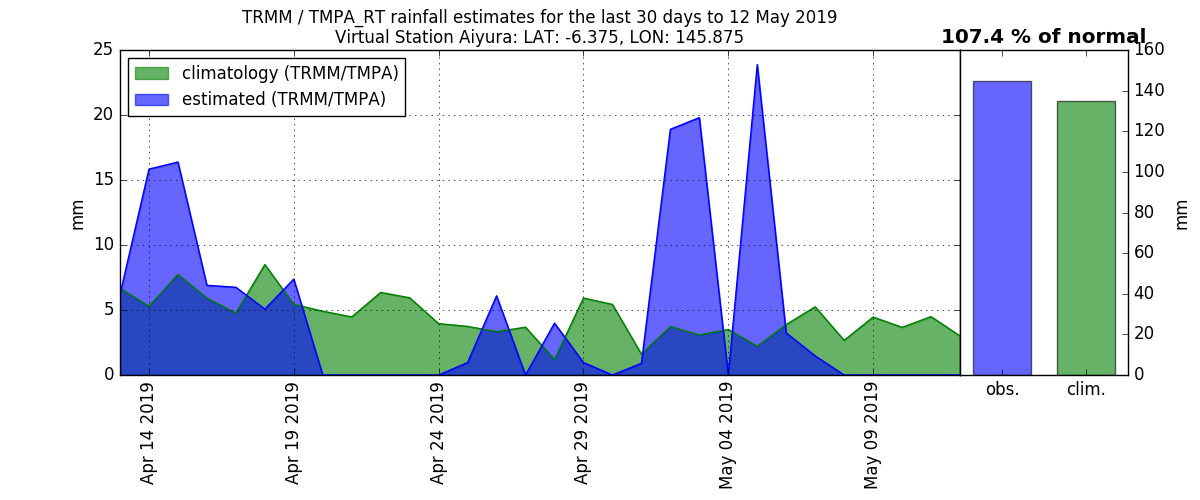 TRMM / TMPA_RT rainfall estimates for the last 30 days to 12 May 2019
Virtual Station Aiyura: LAT: -6.375, LON: 145.875
107.4 % of normal
climatology (TRMM/TMPA)
estimated (TRMM/TMPA)
mm
25
20
15
10
5
0
Apr 14 2019
Apr 19 2019
Apr 24 2019
Apr 29 2019
May 04 2019
May 09 2019
160
140
120
100
80
60
40
20
0
mm
obs.
clim.